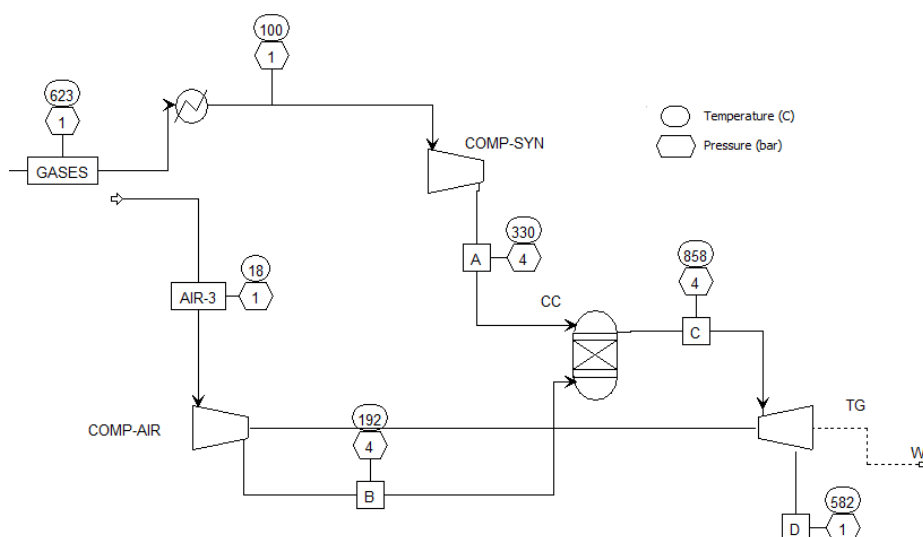 100
1
623
1
GASES
Temperature (C)
Pressure (bar)
COMP-SYN
A
330
4
18
1
AIR-3
858
4
CC
C
TG
COMP-AIR
192
4
B
W
582
1
D